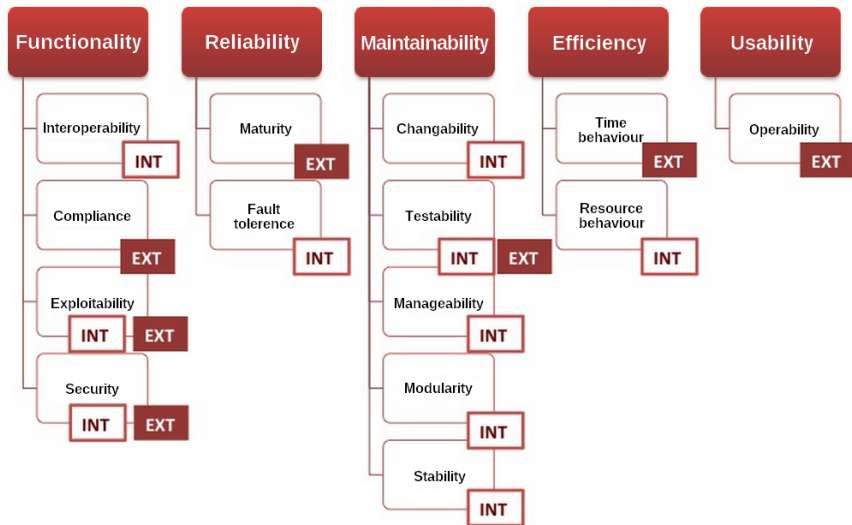 Functionality
Interoperability
INT
Compliance
EXT
Exploitability
INT EXT
Security
INT EXT
Reliability
Maturity
EXT
Fault
tolerence
INT
Maintainability
Changability
INT
Testability
INT EXT
Manageability
INT
Modularity
INT
Stability
INT
Efficiency
Time
behaviour
EXT
Resource
behaviour
INT
Usability
Operability
EXT